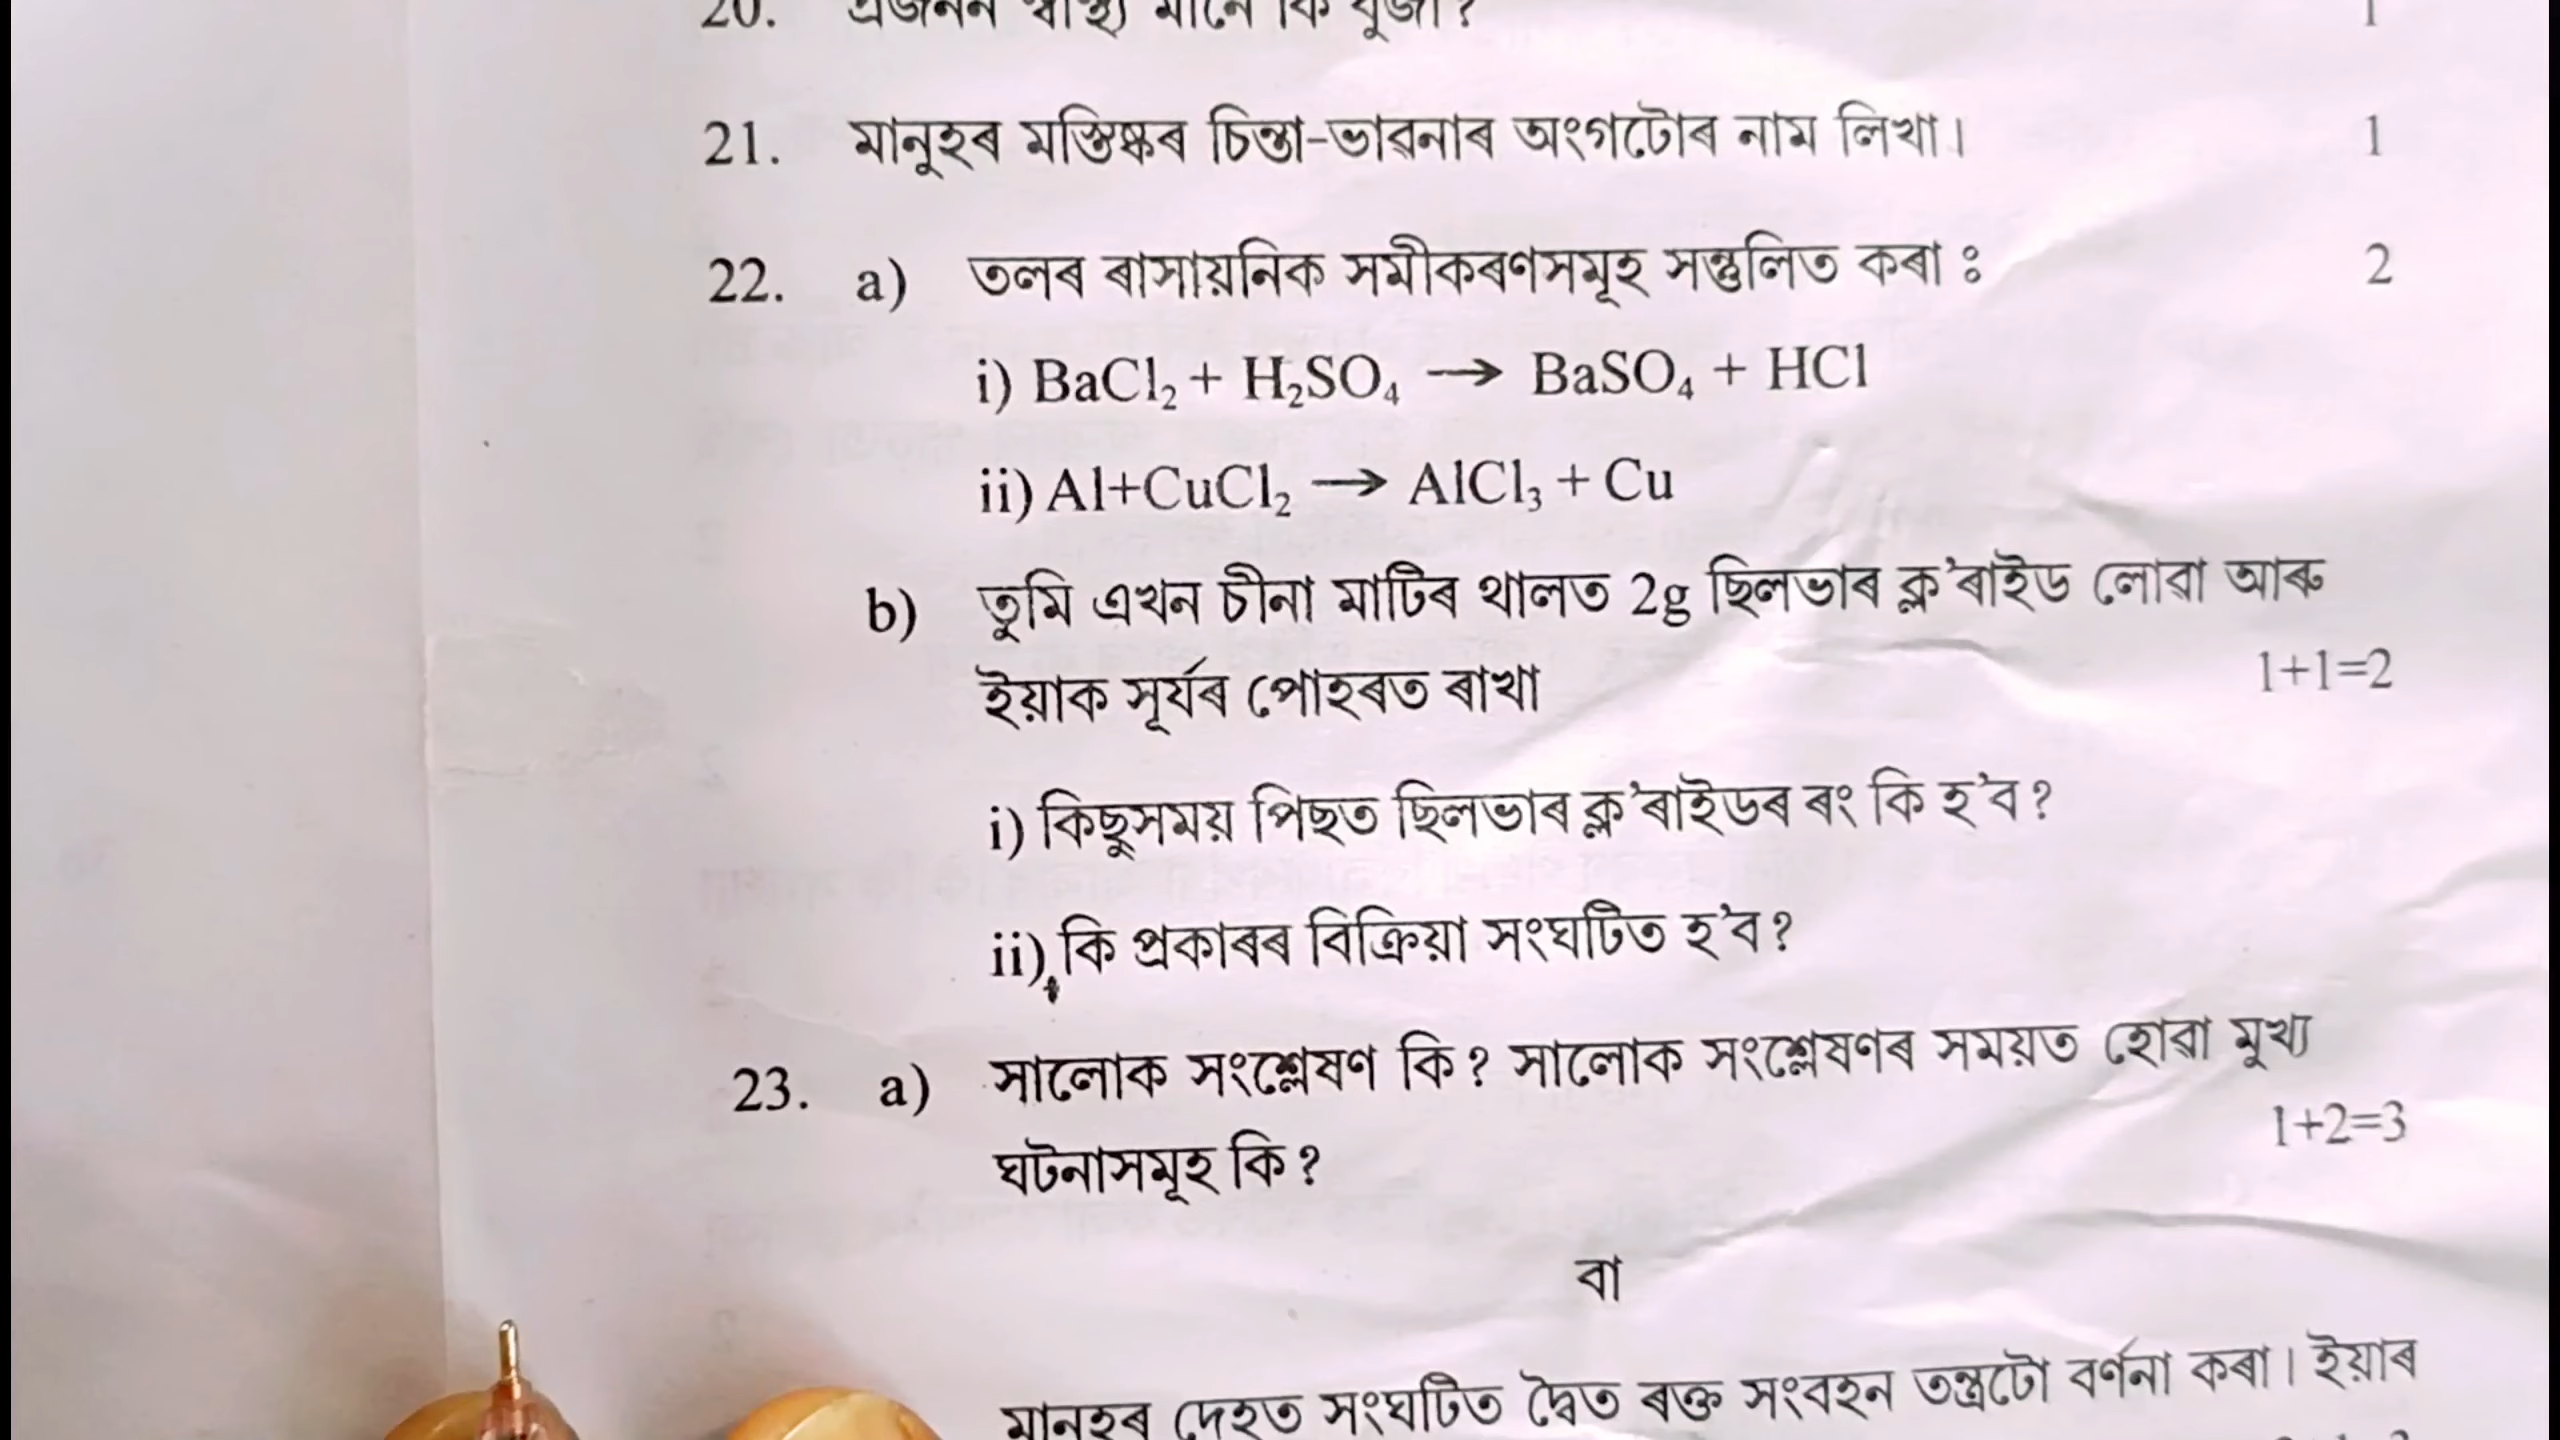 20. প্ৰজনন স্বাস্থ্য মানে কি বুজা? 1
21. মানুহৰ মস্তিষ্কৰ চিন্তা-ভাৱনাৰ অংগটোৰ নাম লিখা। 1
22. a) তলৰ ৰাসায়নিক সমীকৰণসমূহ সন্তুলিত কৰা ঃ 2
i) BaCl₂ + H₂SO₄ → BaSO₄ + HCl
ii) Al+CuCl₂ → AlCl₃ + Cu
b) তুমি এখন চীনা মাটিৰ থালত 2g ছিলভাৰ ক্ল'ৰাইড লোৱা আৰু
ইয়াক সূৰ্যৰ পোহৰত ৰাখা 1+1=2
i) কিছুসময় পিছত ছিলভাৰ ক্ল'ৰাইডৰ ৰং কি হ'ব?
ii) কি প্ৰকাৰৰ বিক্ৰিয়া সংঘটিত হ'ব?
23. a) সালোক সংশ্লেষণ কি? সালোক সংশ্লেষণৰ সময়ত হোৱা মুখ্য
ঘটনাসমূহ কি? 1+2=3
বা
মানুহৰ দেহত সংঘটিত দ্বৈত ৰক্ত সংবহন তন্ত্ৰটো বৰ্ণনা কৰা। ইয়াৰ